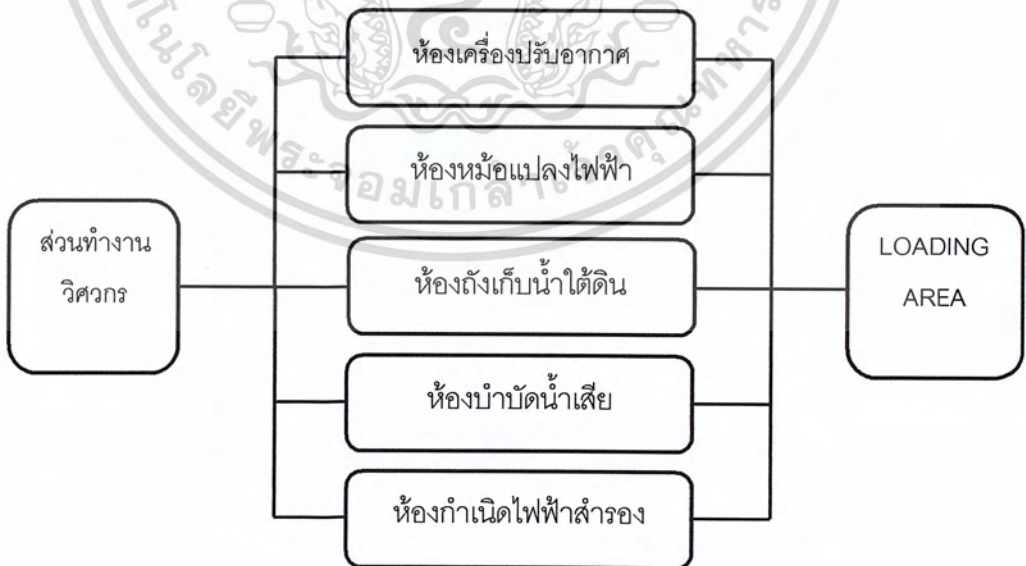 ห้องเครื่องปรับอากาศ
ห้องหม้อแปลงไฟฟ้า
ส่วนทำงาน
วิศวกร
ห้องถังเก็บน้ำใต้ดิน
LOADING
AREA
ห้องบำบัดน้ำเสีย
ห้องกำเนิดไฟฟ้าสำรอง